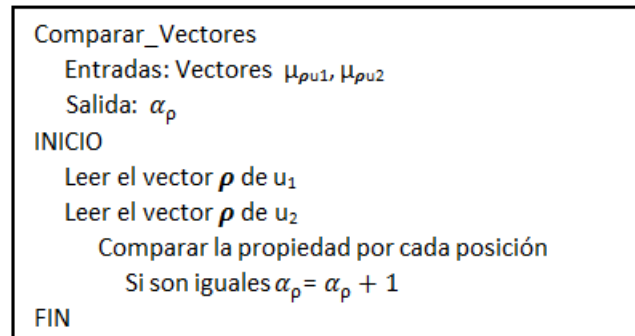 Comparar_Vectores
Entradas: Vectores μρu1, μρu2
Salida: αρ
INICIO
Leer el vector ρ de u1
Leer el vector ρ de u2
Comparar la propiedad por cada posición
Si son iguales αρ= αρ + 1
FIN